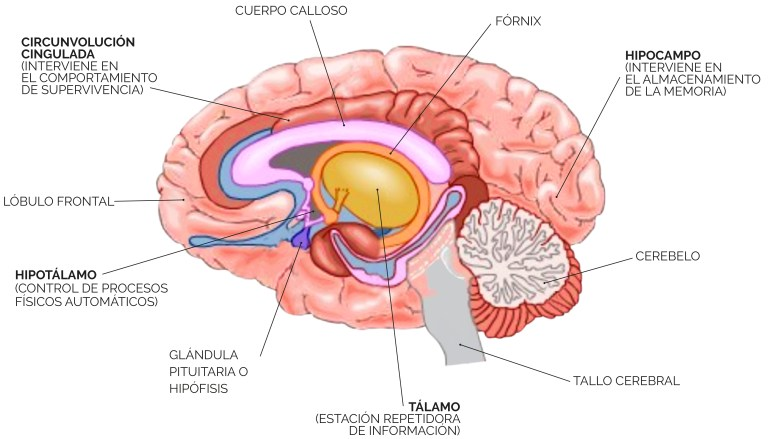 CUERPO CALLOSO
FÓRNIX
CIRCUNVOLUCIÓN
CINGULADA
(INTERVIENE EN
EL COMPORTAMIENTO
DE SUPERVIVENCIA)
HIPOCAMPO
(INTERVIENE EN
EL ALMACENAMIENTO
DE LA MEMORIA)
LÓBULO FRONTAL
CEREBELO
HIPOTÁLAMO
(CONTROL DE PROCESOS
FÍSICOS AUTOMÁTICOS)
GLÁNDULA
PITUITARIA O
HIPÓFISIS
TALLO CEREBRAL
TÁLAMO
(ESTACIÓN REPETIDORA
DE INFORMACIÓN)